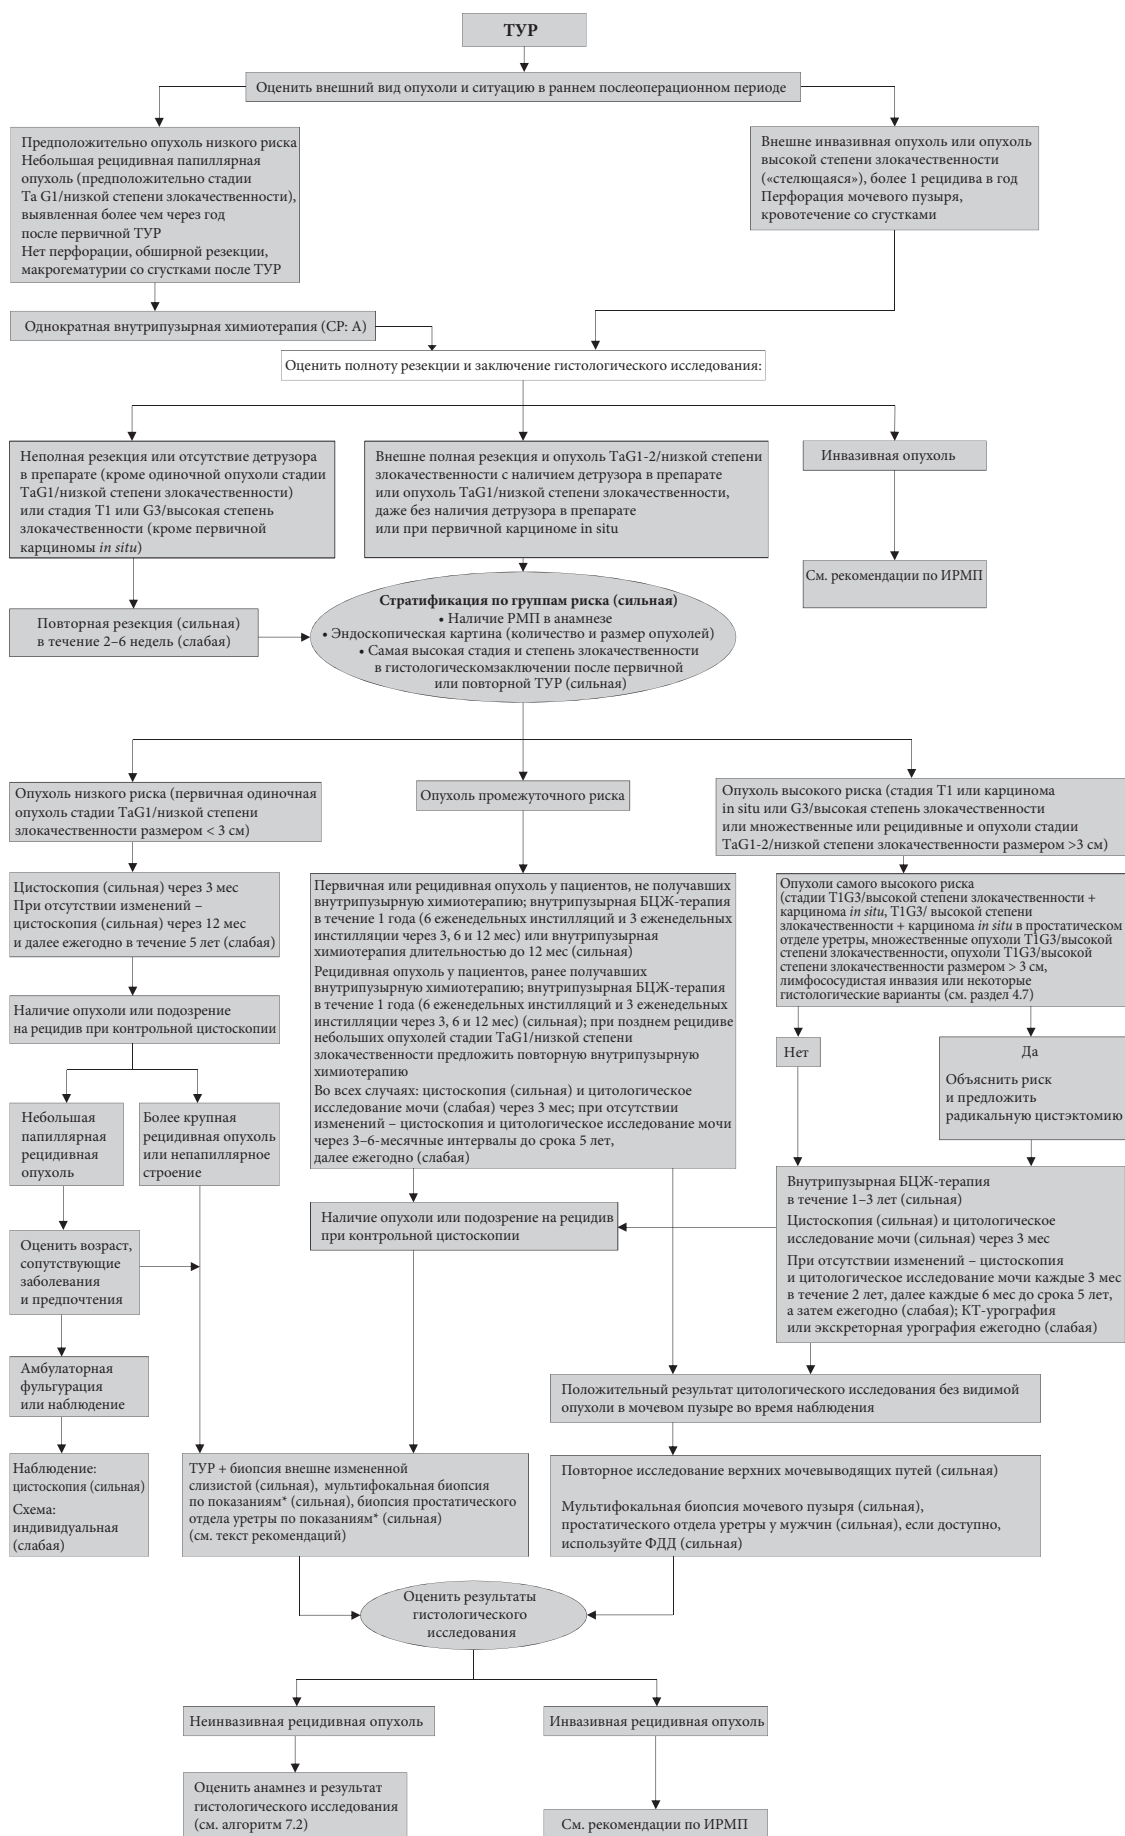 ТУР
Оценить внешний вид опухоли и ситуацию в раннем послеоперационном периоде
Предположительно опухоль низкого риска
Небольшая рецидивная папиллярная
опухоль (предположительно стадии
Ta G1/низкой степени злокачественности),
выявленная более чем через год
после первичной ТУР
Нет перфорации, обширной резекции,
макрогематурии со сгустками после ТУР
Внешне инвазивная опухоль или опухоль
высокой степени злокачественности
(«стелющаяся»), более 1 рецидива в год
Перфорация мочевого пузыря,
кровотечение со сгустками
Однократная внутрипузырная химиотерапия (СР: А)
Оценить полноту резекции и заключение гистологического исследования:
Неполная резекция или отсутствие детрузора
в препарате (кроме одиночной опухоли стадии
TaG1/низкой степени злокачественности)
или стадия T1 или G3/высокая степень
злокачественности (кроме первичной
карциномы in situ)
Внешне полная резекция и опухоль TaG1-2/низкой степени
злокачественности с наличием детрузора в препарате
или опухоль TaG1/низкой степени злокачественности,
даже без наличия детрузора в препарате
или при первичной карциноме in situ
Инвазивная опухоль
См. рекомендации по ИРМП
Повторная резекция (сильная)
в течение 2–6 недель (слабая)
Стратификация по группам риска (сильная)
• Наличие РМП в анамнезе
• Эндоскопическая картина (количество и размер опухолей)
• Самая высокая стадия и степень злокачественности
в гистологическомзаключении после первичной
или повторной ТУР (сильная)
Опухоль низкого риска (первичная одиночная
опухоль стадии TaG1/низкой степени
злокачественности размером < 3 см)
Опухоль промежуточного риска
Опухоль высокого риска (стадия T1 или карцинома
in situ или G3/высокая степень злокачественности
или множественные или рецидивные и опухоли стадии
TaG1-2/низкой степени злокачественности размером >3 см)
Цистоскопия (сильная) через 3 мес
При отсутствии изменений –
цистоскопия (сильная) через 12 мес
и далее ежегодно в течение 5 лет (слабая)
Первичная или рецидивная опухоль у пациентов, не получавших
внутрипузырную химиотерапию; внутрипузырная БЦЖ-терапия
в течение 1 года (6 еженедельных инстилляций и 3 еженедельных
инстилляции через 3, 6 и 12 мес) или внутрипузырная
химиотерапия длительностью до 12 мес (сильная)
Рецидивная опухоль у пациентов, ранее получавших
внутрипузырную химиотерапию; внутрипузырная БЦЖ-терапия
в течение 1 года (6 еженедельных инстилляций и 3 еженедельных
инстилляции через 3, 6 и 12 мес) (сильная); при позднем рецидиве
небольших опухолей стадии TaG1/низкой степени
злокачественности предложить повторную внутрипузырную
химиотерапию
Во всех случаях: цистоскопия (сильная) и цитологическое
исследование мочи (слабая) через 3 мес; при отсутствии
изменений – цистоскопия и цитологическое исследование мочи
через 3–6-месячные интервалы до срока 5 лет,
далее ежегодно (слабая)
Опухоли самого высокого риска
(стадии T1G3/высокой степени злокачественности +
карцинома in situ, T1G3/ высокой степени
злокачественности + карцинома in situ в простатическом
отделе уретры, множественные опухоли T1G3/высокой
степени злокачественности, опухоли T1G3/высокой
степени злокачественности размером > 3 см,
лимфососудистая инвазия или некоторые
гистологические варианты (см. раздел 4.7)
Наличие опухоли или подозрение
на рецидив при контрольной цистоскопии
Нет
Да
Объяснить риск
и предложить
радикальную цистэктомию
Небольшая
папиллярная
рецидивная
опухоль
Более крупная
рецидивная опухоль
или непапиллярное
строение
Внутрипузырная БЦЖ-терапия
в течение 1–3 лет (сильная)
Цистоскопия (сильная) и цитологическое
исследование мочи (сильная) через 3 мес
При отсутствии изменений – цистоскопия
и цитологическое исследование мочи каждые 3 мес
в течение 2 лет, далее каждые 6 мес до срока 5 лет,
а затем ежегодно (слабая); КТ-урография
или экскреторная урография ежегодно (слабая)
Наличие опухоли или подозрение на рецидив
при контрольной цистоскопии
Оценить возраст,
сопутствующие
заболевания
и предпочтения
Амбулаторная
фульгурация
или наблюдение
Положительный результат цитологического исследования без видимой
опухоли в мочевом пузыре во время наблюдения
Наблюдение:
цистоскопия (сильная)
Схема:
индивидуальная
(слабая)
ТУР + биопсия внешне измененной
слизистой (сильная), мультифокальная биопсия
по показаниям* (сильная), биопсия простатического
отдела уретры по показаниям* (сильная)
(см. текст рекомендаций)
Повторное исследование верхних мочевыводящих путей (сильная)
Мультифокальная биопсия мочевого пузыря (сильная),
простатического отдела уретры у мужчин (сильная), если доступно,
используйте ФДД (сильная)
Оценить результаты
гистологического
исследования
Неинвазивная рецидивная опухоль
Инвазивная рецидивная опухоль
Оценить анамнез и результат
гистологического исследования
(см. алгоритм 7.2)
См. рекомендации по ИРМП